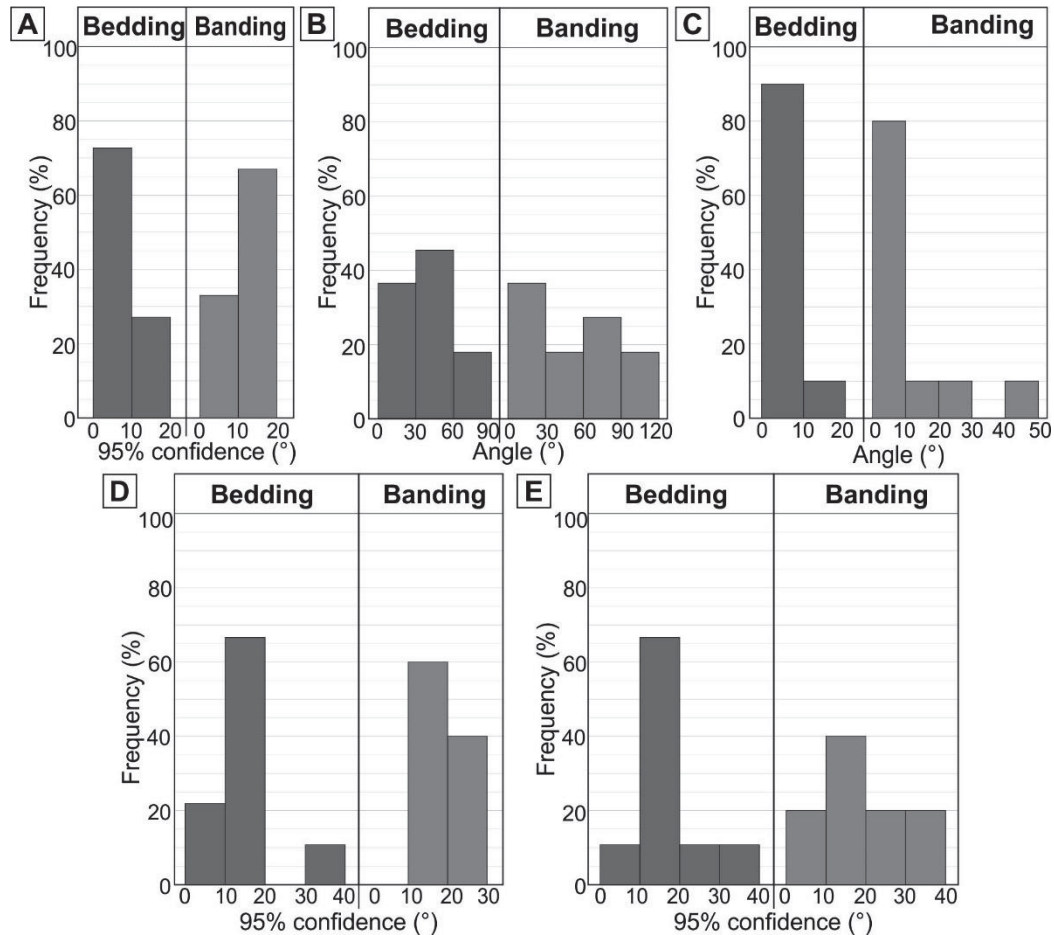 A Bedding Banding
100
80
60
40
20
0
Frequency (%)
0 10 20 0 10 20
95% confidence (°)
B Bedding Banding
100
80
60
40
20
0
Frequency (%)
0 30 60 90 0 30 60 90 120
Angle (°)
C Bedding Banding
100
80
60
40
20
0
Frequency (%)
0 10 20 0 10 20 30 40 50
Angle (°)
D Bedding Banding
100
80
60
40
20
0
Frequency (%)
0 10 20 30 40 0 10 20 30
95% confidence (°)
E Bedding Banding
100
80
60
40
20
0
Frequency (%)
0 10 20 30 40 0 10 20 30 40
95% confidence (°)